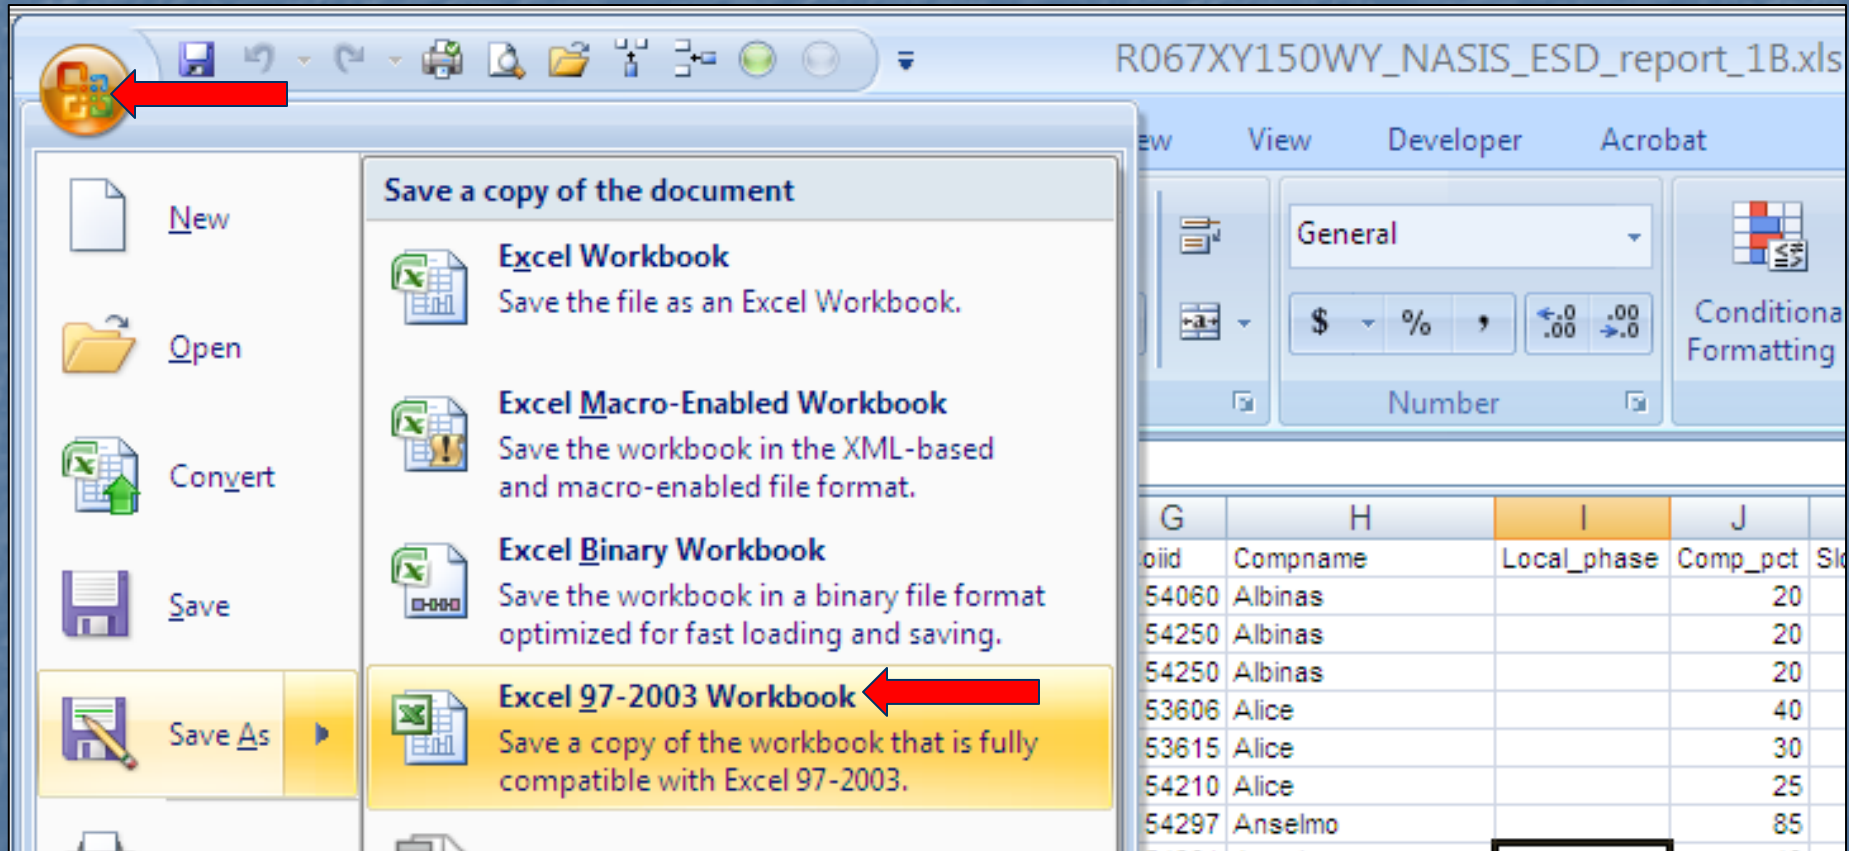 R067XY150WY_NASIS_ESD_report_1B.xls
View
Developer
Acrobat
New
Open
Convert
Save
Save As
Save a copy of the document
Excel Workbook
Save the file as an Excel Workbook.
Excel Macro-Enabled Workbook
Save the workbook in the XML-based
and macro-enabled file format.
Excel Binary Workbook
Save the workbook in a binary file format
optimized for fast loading and saving.
Excel 97-2003 Workbook
Save a copy of the workbook that is fully
compatible with Excel 97-2003.
General
$ % , .0 .00 .00 .0
Number
Conditiona
Formatting
G H I J
oiid Compname Local_phase Comp_pct Slo
54060 Albinas 20
54250 Albinas 20
54250 Albinas 20
53606 Alice 40
53615 Alice 30
54210 Alice 25
54297 Anselmo 85